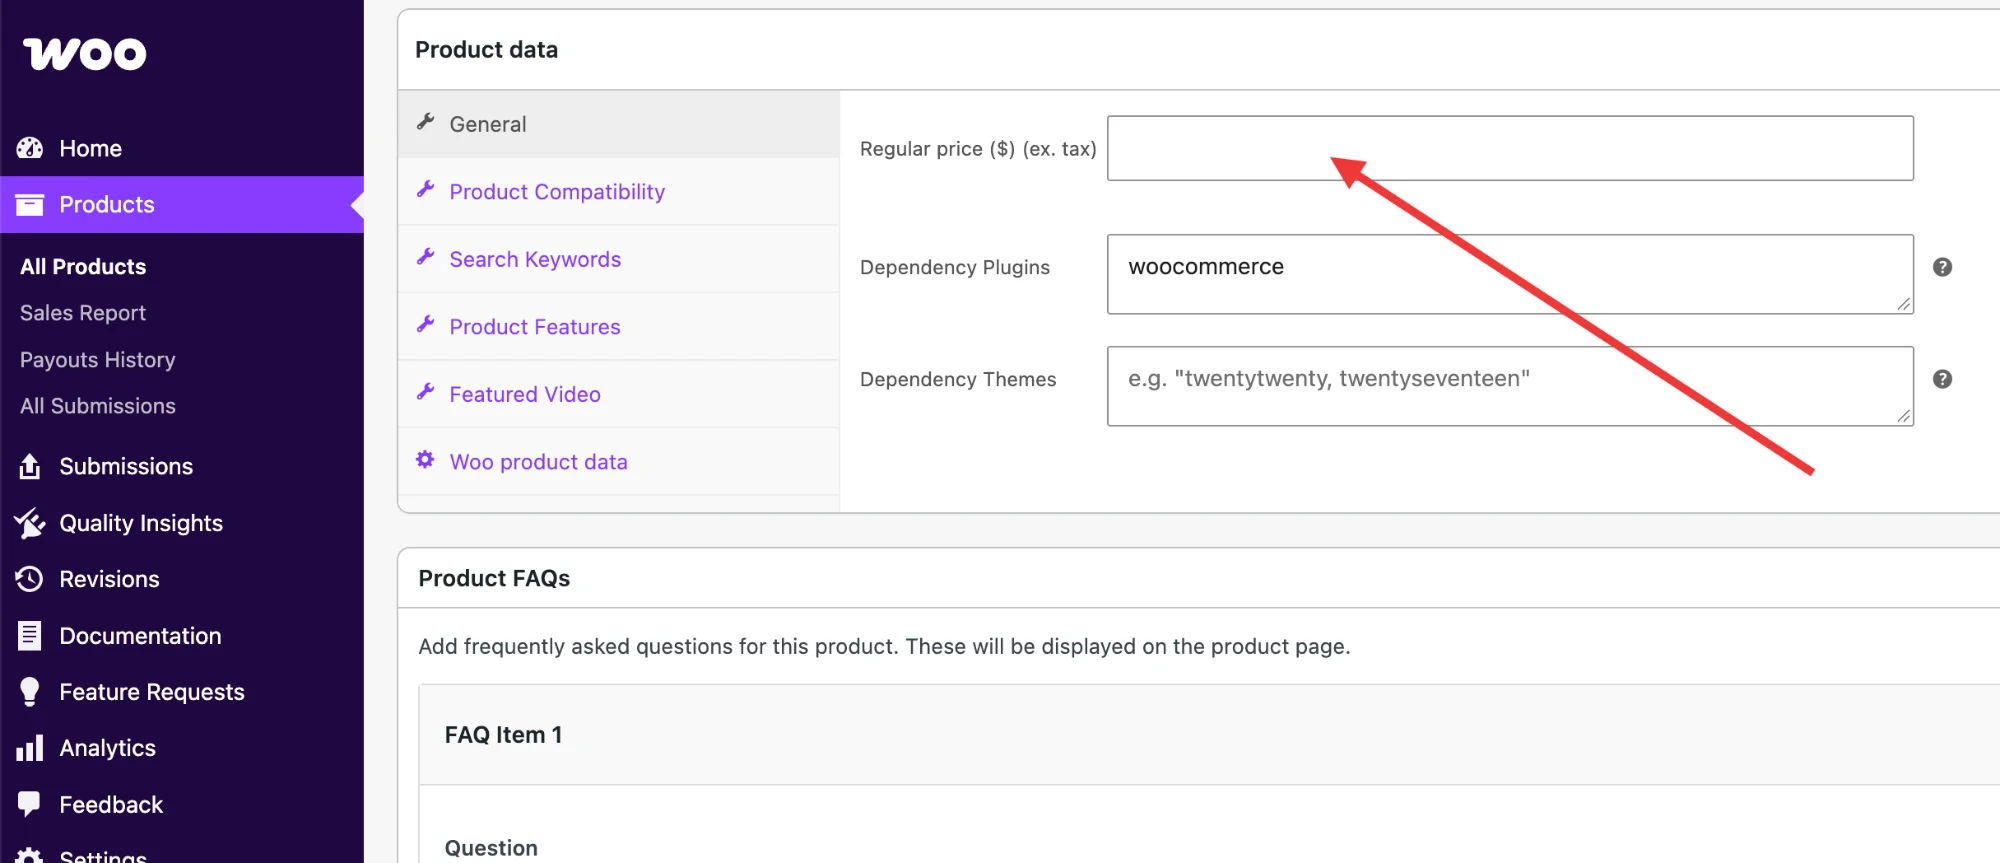 woo
Home
Products
All Products
Sales Report
Payouts History
All Submissions
Submissions
Quality Insights
Revisions
Documentation
Feature Requests
Analytics
Feedback
Settings
Product data
General
Product Compatibility
Search Keywords
Product Features
Featured Video
Woo product data
Regular price ($) (ex. tax)
Dependency Plugins
woocommerce
Dependency Themes
e.g. "twentytwenty, twentyseventeen"
Product FAQs
Add frequently asked questions for this product. These will be displayed on the product page.
FAQ Item 1
Question